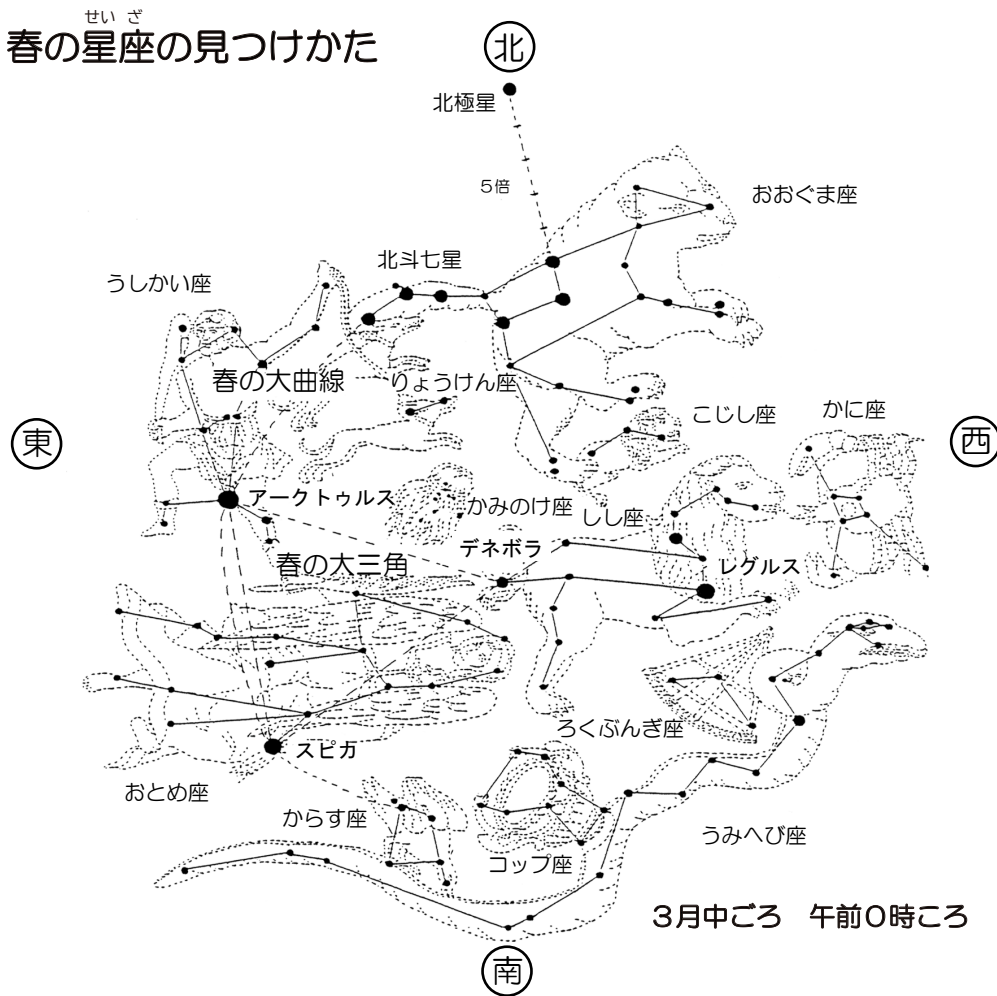 せいざ
春の星座の見つけかた
北
北極星
5倍
おおぐま座
北斗七星
うしかい座
春の大曲線
りょうけん座
こじし座
かに座
東
西
アークトゥルス
かみのけ座
しし座
デネボラ
春の大三角
レグルス
ろくぶんぎ座
スピカ
おとめ座
からす座
コップ座
うみへび座
3月中ごろ　午前0時ころ
南